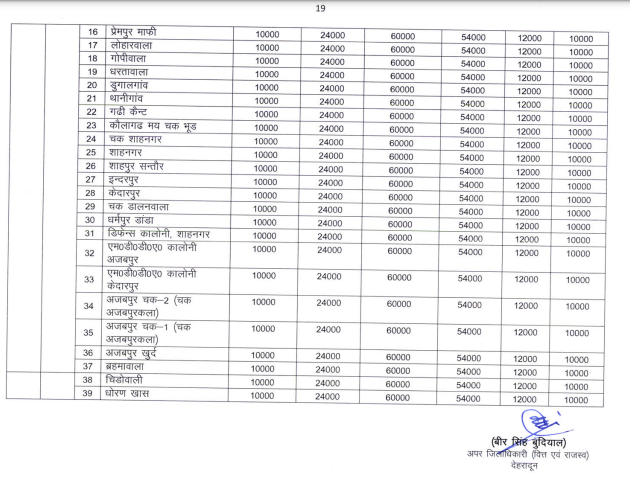 19
16 प्रेमपुर माफी 10000 24000 60000 54000 12000 10000
17 लोहारवाला 10000 24000 60000 54000 12000 10000
18 गोपीवाला 10000 24000 60000 54000 12000 10000
19 धरतावाला 10000 24000 60000 54000 12000 10000
20 डुगालगांव 10000 24000 60000 54000 12000 10000
21 थानीगांव 10000 24000 60000 54000 12000 10000
22 गढी कैन्ट 10000 24000 60000 54000 12000 10000
23 कौलागढ मय चक भूड 10000 24000 60000 54000 12000 10000
24 चक शाहनगर 10000 24000 60000 54000 12000 10000
25 शाहनगर 10000 24000 60000 54000 12000 10000
26 शाहपुर सन्तौर 10000 24000 60000 54000 12000 10000
27 इन्दरपुर 10000 24000 60000 54000 12000 10000
28 केदारपुर 10000 24000 60000 54000 12000 10000
29 चक डालनवाला 10000 24000 60000 54000 12000 10000
30 धर्मपुर डांडा 10000 24000 60000 54000 12000 10000
31 डिफेन्स कालोनी, शाहनगर 10000 24000 60000 54000 12000 10000
32 एम0डी0डी0ए0 कालोनी 10000 24000 60000 54000 12000 10000
अजबपुर
33 एम0डी0डी0ए0 कालोनी 10000 24000 60000 54000 12000 10000
केदारपुर
34 अजबपुर चक–2 (चक 10000 24000 60000 54000 12000 10000
अजबपुरकला)
35 अजबपुर चक–1 (चक 10000 24000 60000 54000 12000 10000
अजबपुरकला)
36 अजबपुर खुर्द 10000 24000 60000 54000 12000 10000
37 ब्रहमावाला 10000 24000 60000 54000 12000 10000
38 चिडोवाली 10000 24000 60000 54000 12000 10000
39 धोरण खास 10000 24000 60000 54000 12000 10000
(बीर सिंह बुंदियाल)
अपर जिलाधिकारी (वित्त एवं राजस्व)
देहरादून